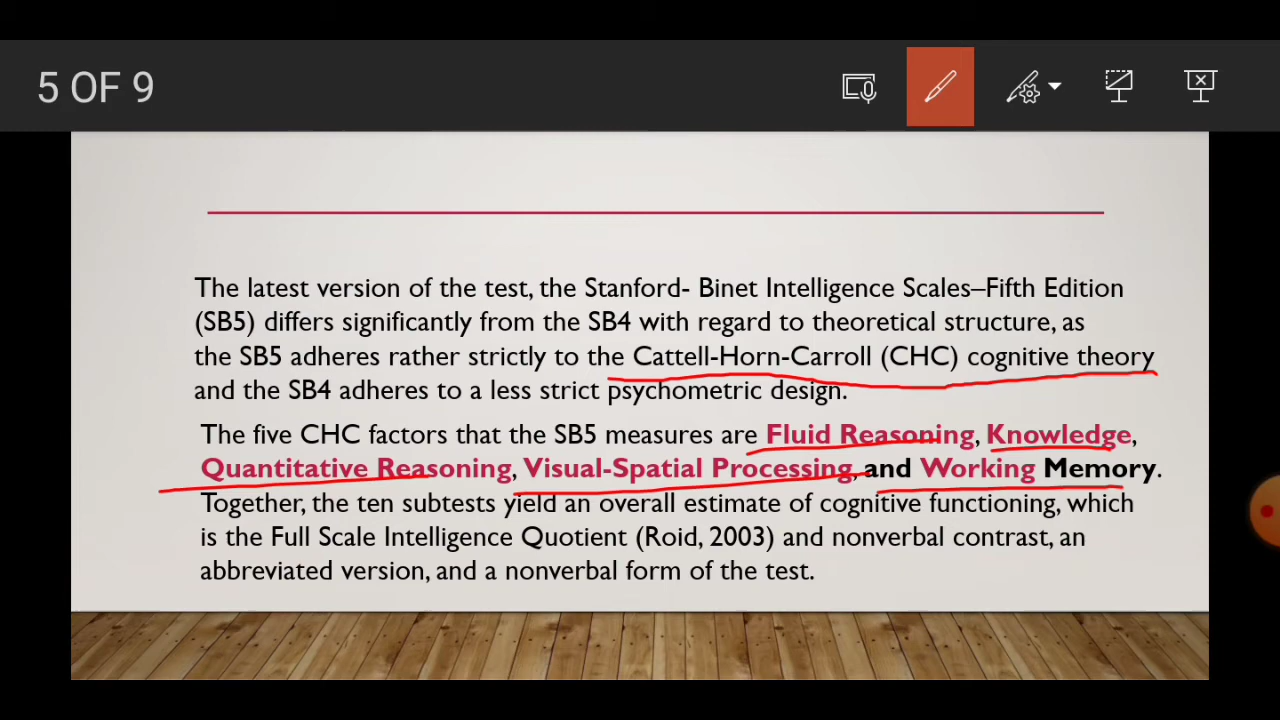 5 OF 9
The latest version of the test, the Stanford- Binet Intelligence Scales–Fifth Edition
(SB5) differs significantly from the SB4 with regard to theoretical structure, as
the SB5 adheres rather strictly to the Cattell-Horn-Carroll (CHC) cognitive theory
and the SB4 adheres to a less strict psychometric design.
The five CHC factors that the SB5 measures are Fluid Reasoning, Knowledge,
Quantitative Reasoning, Visual-Spatial Processing, and Working Memory.
Together, the ten subtests yield an overall estimate of cognitive functioning, which
is the Full Scale Intelligence Quotient (Roid, 2003) and nonverbal contrast, an
abbreviated version, and a nonverbal form of the test.